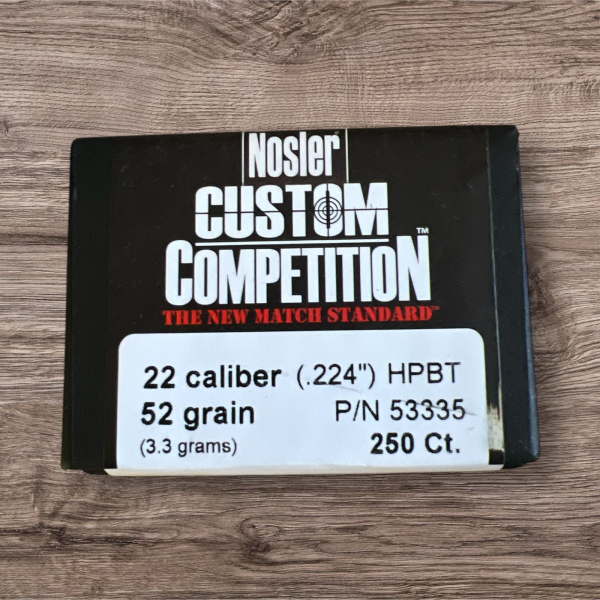 Nosler
CUSTOM
COMPETITION™
THE NEW MATCH STANDARD™
22 caliber (.224") HPBT
52 grain P/N 53335
(3.3 grams) 250 Ct.